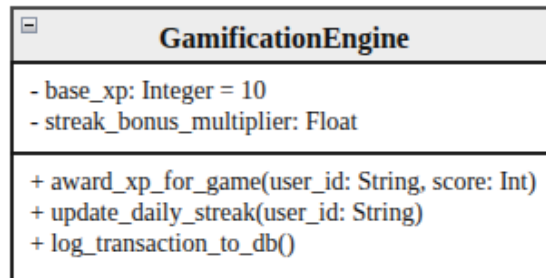 GamificationEngine
- base_xp: Integer = 10
- streak_bonus_multiplier: Float
+ award_xp_for_game(user_id: String, score: Int)
+ update_daily_streak(user_id: String)
+ log_transaction_to_db()